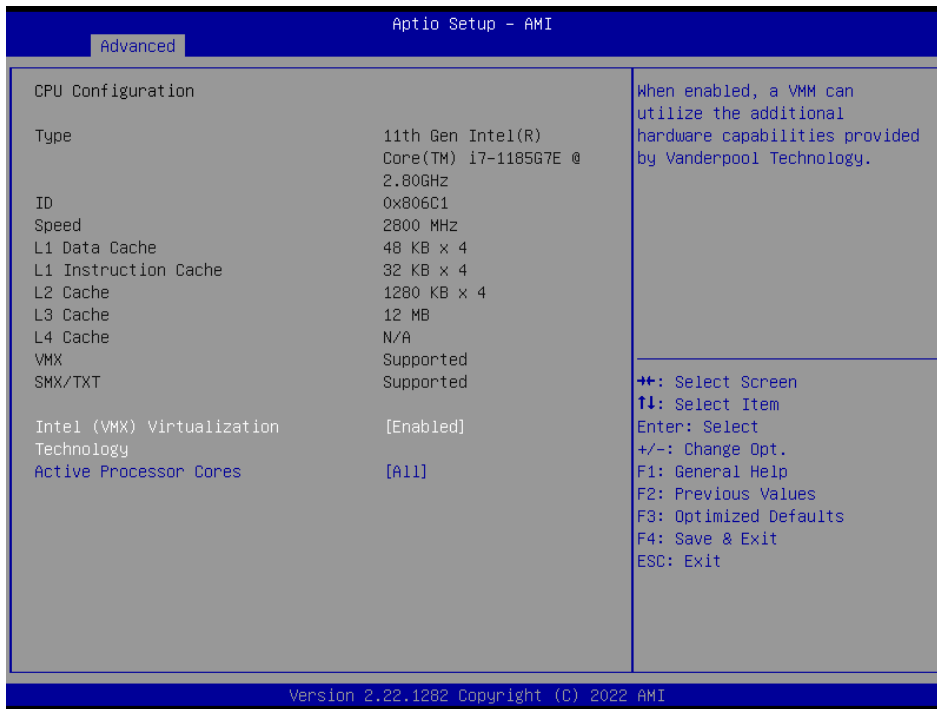 Aptio Setup – AMI
Advanced
CPU Configuration
Type 11th Gen Intel(R)
Core(TM) i7-1185G7E @
2.80GHz
ID 0x806C1
Speed 2800 MHz
L1 Data Cache 48 KB x 4
L1 Instruction Cache 32 KB x 4
L2 Cache 1280 KB x 4
L3 Cache 12 MB
L4 Cache N/A
VMX Supported
SMX/TXT Supported
Intel (VMX) Virtualization [Enabled]
Technology
Active Processor Cores [All]
When enabled, a VMM can
utilize the additional
hardware capabilities provided
by Vanderpool Technology.
→←: Select Screen
↑↓: Select Item
Enter: Select
+/-: Change Opt.
F1: General Help
F2: Previous Values
F3: Optimized Defaults
F4: Save & Exit
ESC: Exit
Version 2.22.1282 Copyright (C) 2022 AMI